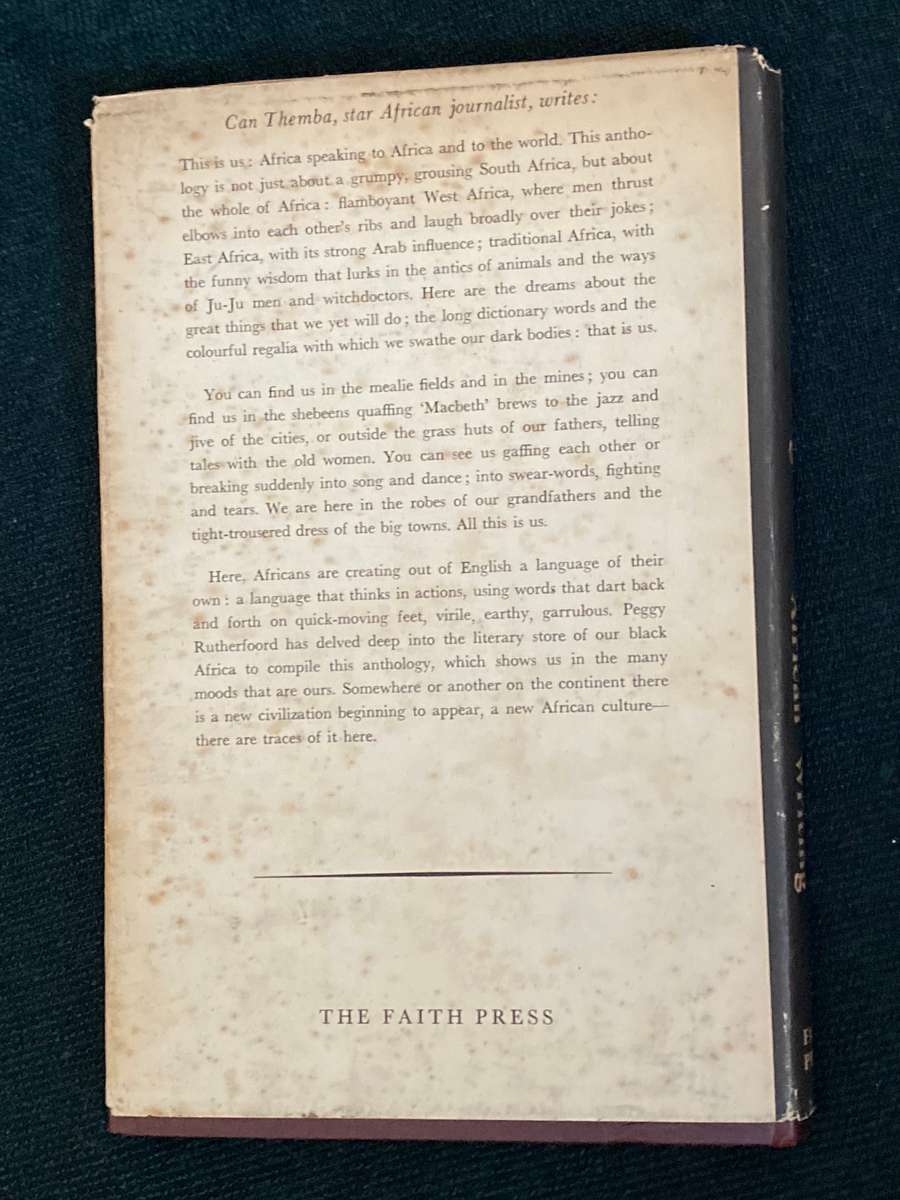 Can Themba, star African journalist, writes:
This is us: Africa speaking to Africa and to the world. This antho-
logy is not just about a grumpy, grousing South Africa, but about
the whole of Africa: flamboyant West Africa, where men thrust
elbows into each other's ribs and laugh broadly over their jokes;
East Africa, with its strong Arab influence; traditional Africa, with
the funny wisdom that lurks in the antics of animals and the ways
of Ju-Ju men and witchdoctors. Here are the dreams about the
great things that we yet will do; the long dictionary words and the
colourful regalia with which we swathe our dark bodies: that is us.
You can find us in the mealie fields and in the mines; you can
find us in the shebeens quaffing 'Macbeth' brews to the jazz and
jive of the cities, or outside the grass huts of our fathers, telling
tales with the old women. You can see us gaffing each other or
breaking suddenly into song and dance; into swear-words, fighting
and tears. We are here in the robes of our grandfathers and the
tight-trousered dress of the big towns. All this is us.
Here, Africans are creating out of English a language of their
own: a language that thinks in actions, using words that dart back
and forth on quick-moving feet, virile, earthy, garrulous. Peggy
Rutherfoord has delved deep into the literary store of our black
Africa to compile this anthology, which shows us in the many
moods that are ours. Somewhere or another on the continent there
is a new civilization beginning to appear, a new African culture—
there are traces of it here.
THE FAITH PRESS
African Writing